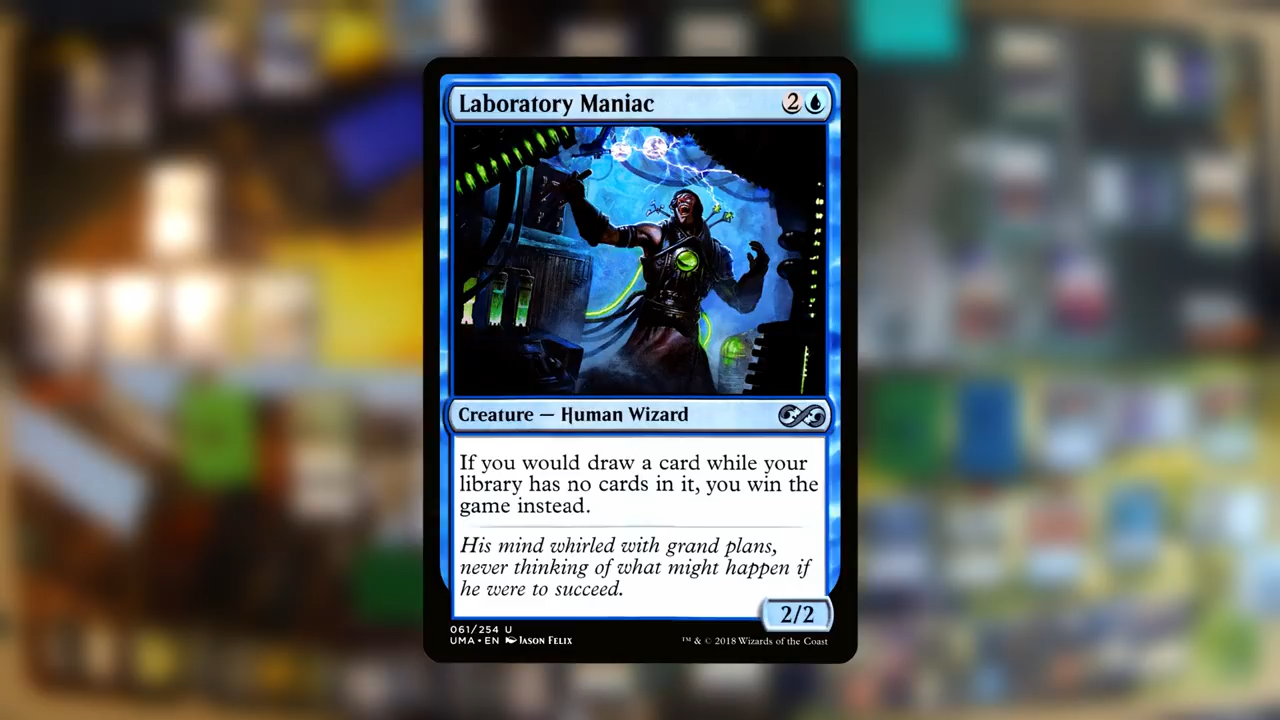 Laboratory Maniac 2
Creature — Human Wizard
If you would draw a card while your
library has no cards in it, you win the
game instead.
His mind whirled with grand plans,
never thinking of what might happen if
he were to succeed.
2/2
061/254 U
UMA • EN Jason Felix
™ & © 2018 Wizards of the Coast